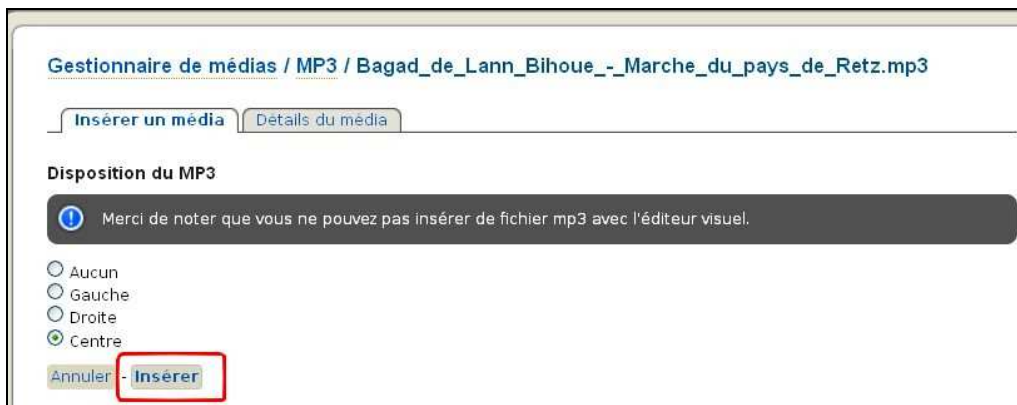 Gestionnaire de médias / MP3 / Bagad_de_Lann_Bihoue_-_Marche_du_pays_de_Retz.mp3
Insérer un média Détails du média
Disposition du MP3
Merci de noter que vous ne pouvez pas insérer de fichier mp3 avec l'éditeur visuel.
Aucun
Gauche
Droite
Centre
Annuler - Insérer